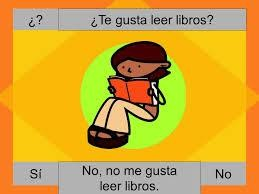 ¿? ¿Te gusta leer libros?
Sí No, no me gusta No
leer libros.